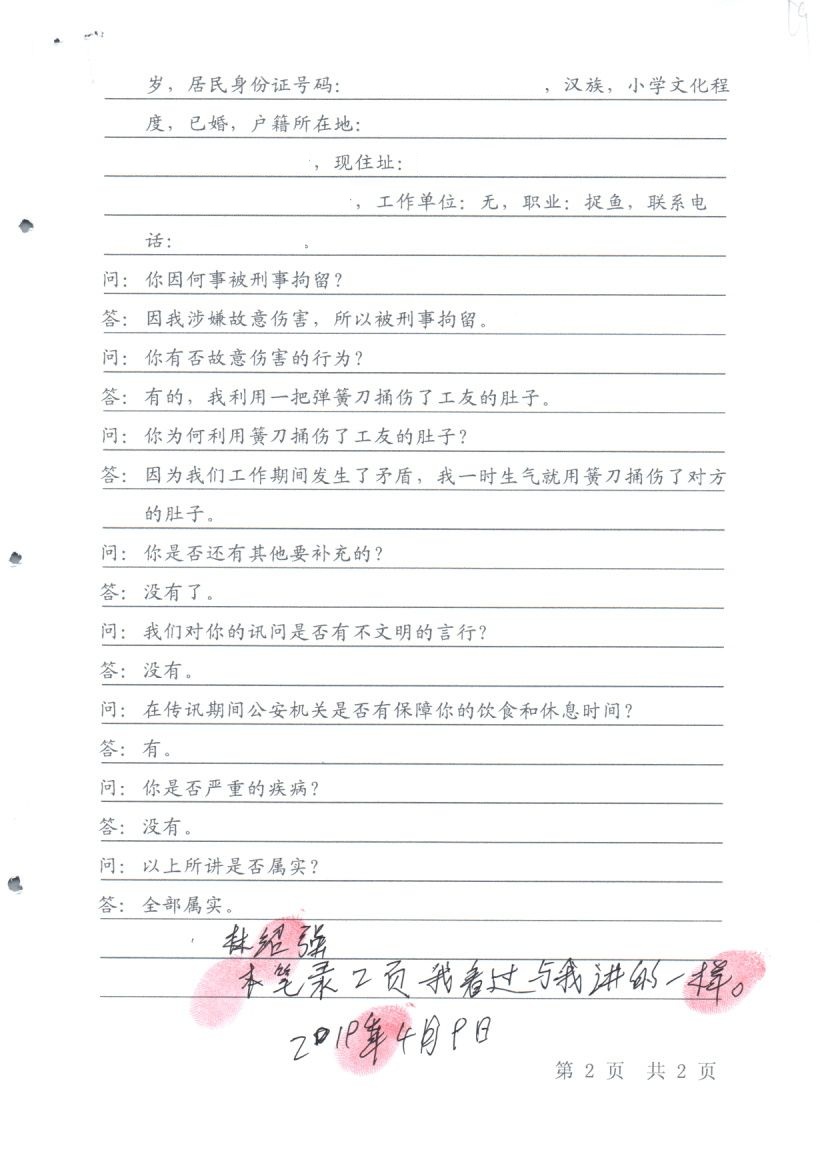 岁，居民身份证号码：，汉族，小学文化程
度，已婚，户籍所在地：
，现住址：
，工作单位：无，职业：捉鱼，联系电
话：。
问：你因何事被刑事拘留？
答：因我涉嫌故意伤害，所以被刑事拘留。
问：你有否故意伤害的行为？
答：有的，我利用一把弹簧刀捅伤了工友的肚子。
问：你为何利用簧刀捅伤了工友的肚子？
答：因为我们工作期间发生了矛盾，我一时生气就用簧刀捅伤了对方
的肚子。
问：你是否还有其他要补充的？
答：没有了。
问：我们对你的讯问是否有不文明的言行？
答：没有。
问：在传讯期间公安机关是否有保障你的饮食和休息时间？
答：有。
问：你是否严重的疾病？
答：没有。
问：以上所讲是否属实？
答：全部属实。
林绍强
本笔录2页我看过与我讲的一样。
2019年4月9日
第 2 页 共 2 页